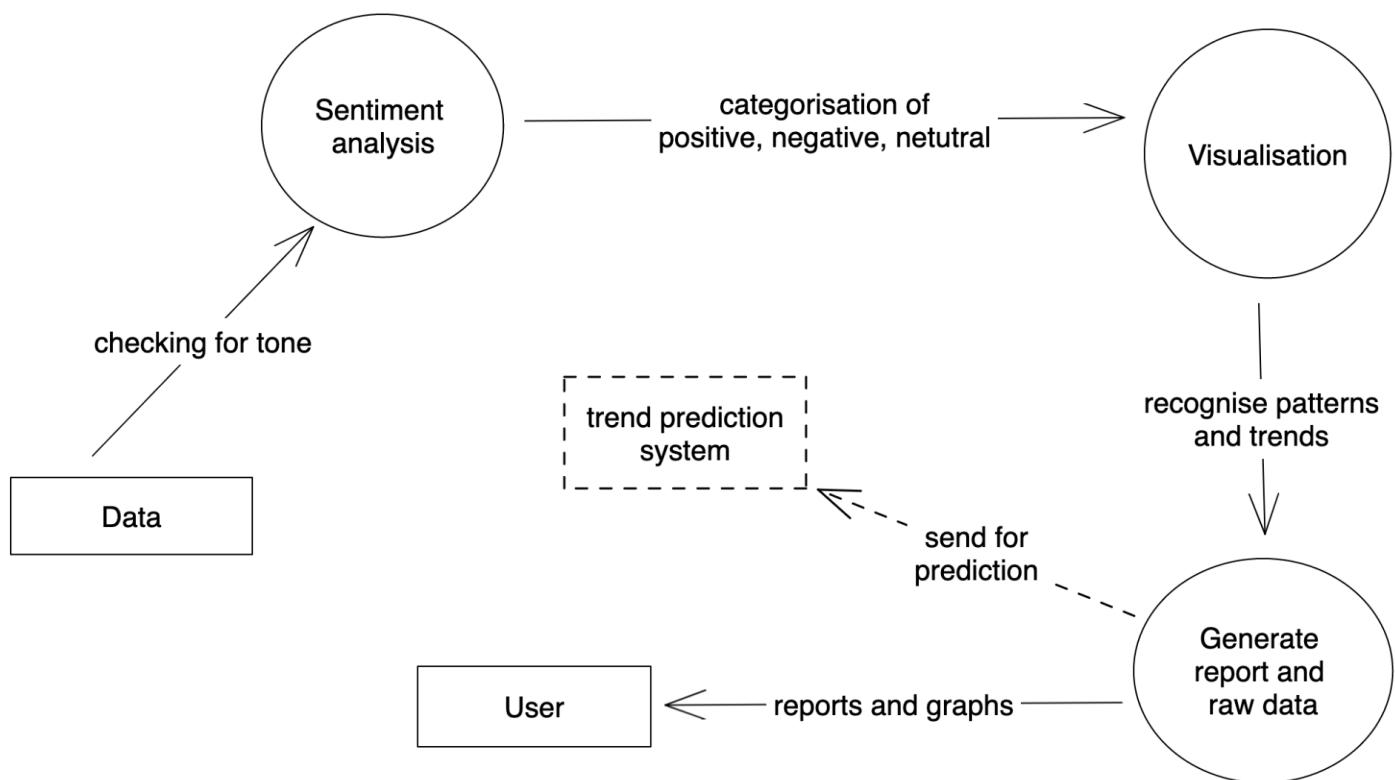 Sentiment
analysis
categorisation of
positive, negative, netutral
Visualisation
checking for tone
recognise patterns
and trends
trend prediction
system
Data
send for
prediction
Generate
report and
raw data
User
reports and graphs